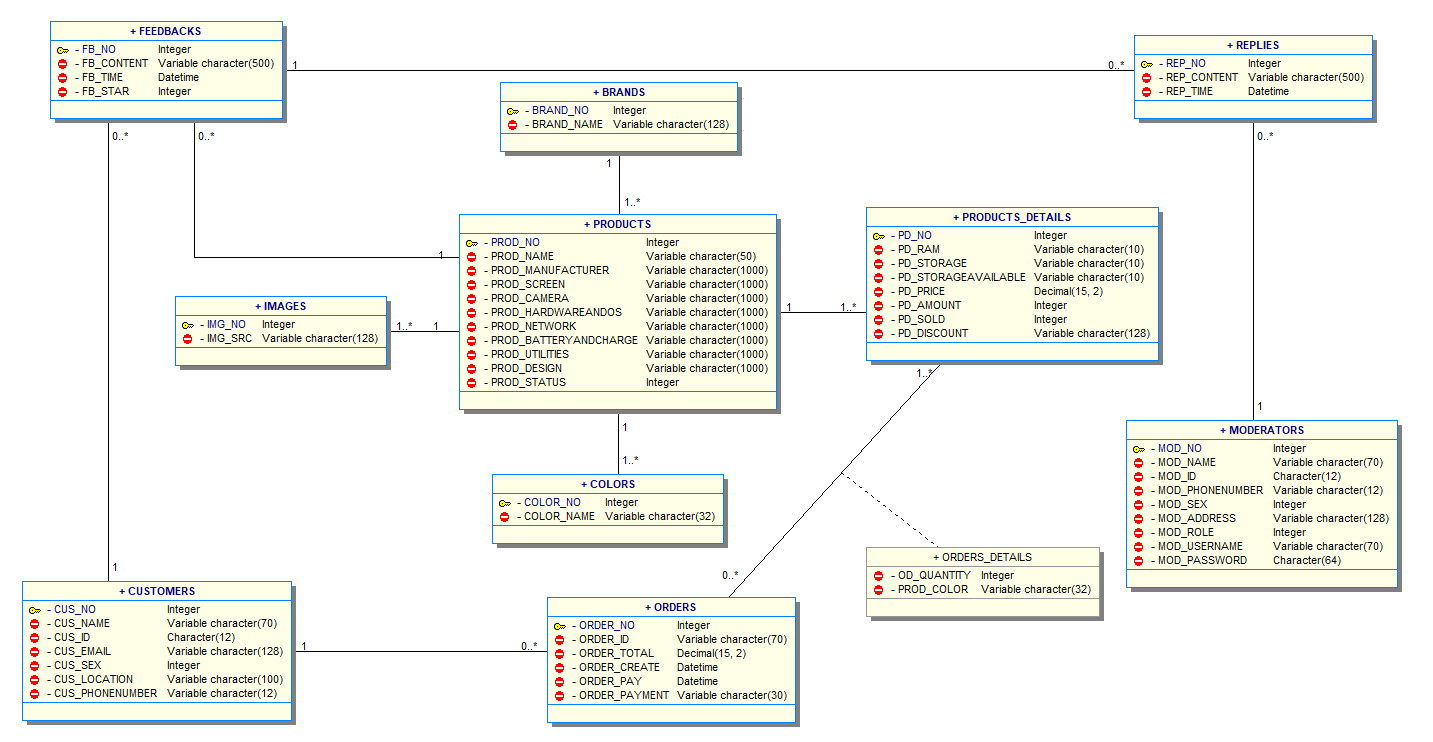 + FEEDBACKS
- FB_NO Integer
- FB_CONTENT Variable character(500)
- FB_TIME Datetime
- FB_STAR Integer
+ REPLIES
- REP_NO Integer
- REP_CONTENT Variable character(500)
- REP_TIME Datetime
1
0..*
+ BRANDS
- BRAND_NO Integer
- BRAND_NAME Variable character(128)
0..*
0..*
0..*
1
1..*
+ PRODUCTS
- PROD_NO Integer
- PROD_NAME Variable character(50)
- PROD_MANUFACTURER Variable character(1000)
- PROD_SCREEN Variable character(1000)
- PROD_CAMERA Variable character(1000)
- PROD_HARDWAREANDOS Variable character(1000)
- PROD_NETWORK Variable character(1000)
- PROD_BATTERYANDCHARGE Variable character(1000)
- PROD_UTILITIES Variable character(1000)
- PROD_DESIGN Variable character(1000)
- PROD_STATUS Integer
+ PRODUCTS_DETAILS
- PD_NO Integer
- PD_RAM Variable character(10)
- PD_STORAGE Variable character(10)
- PD_STORAGEAVAILABLE Variable character(10)
- PD_PRICE Decimal(15, 2)
- PD_AMOUNT Integer
- PD_SOLD Integer
- PD_DISCOUNT Variable character(128)
1
+ IMAGES
- IMG_NO Integer
- IMG_SRC Variable character(128)
1..*
1
1
1..*
1..*
1
1
1..*
+ COLORS
- COLOR_NO Integer
- COLOR_NAME Variable character(32)
+ MODERATORS
- MOD_NO Integer
- MOD_NAME Variable character(70)
- MOD_ID Character(12)
- MOD_PHONENUMBER Variable character(12)
- MOD_SEX Integer
- MOD_ADDRESS Variable character(128)
- MOD_ROLE Integer
- MOD_USERNAME Variable character(70)
- MOD_PASSWORD Character(64)
+ ORDERS_DETAILS
- OD_QUANTITY Integer
- PROD_COLOR Variable character(32)
1
0..*
+ CUSTOMERS
- CUS_NO Integer
- CUS_NAME Variable character(70)
- CUS_ID Character(12)
- CUS_EMAIL Variable character(128)
- CUS_SEX Integer
- CUS_LOCATION Variable character(100)
- CUS_PHONENUMBER Variable character(12)
1
0..*
+ ORDERS
- ORDER_NO Integer
- ORDER_ID Variable character(70)
- ORDER_TOTAL Decimal(15, 2)
- ORDER_CREATE Datetime
- ORDER_PAY Datetime
- ORDER_PAYMENT Variable character(30)